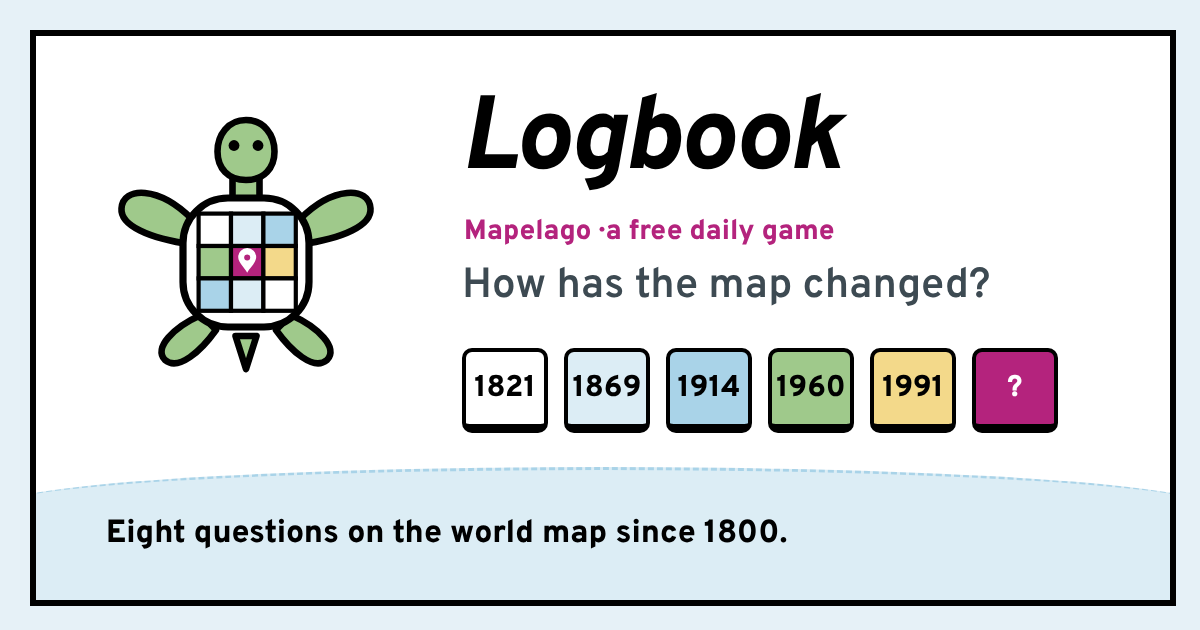 Logbook
Mapelago ·a free daily game
How has the map changed?
1821 1869 1914 1960 1991 ?
Eight questions on the world map since 1800.